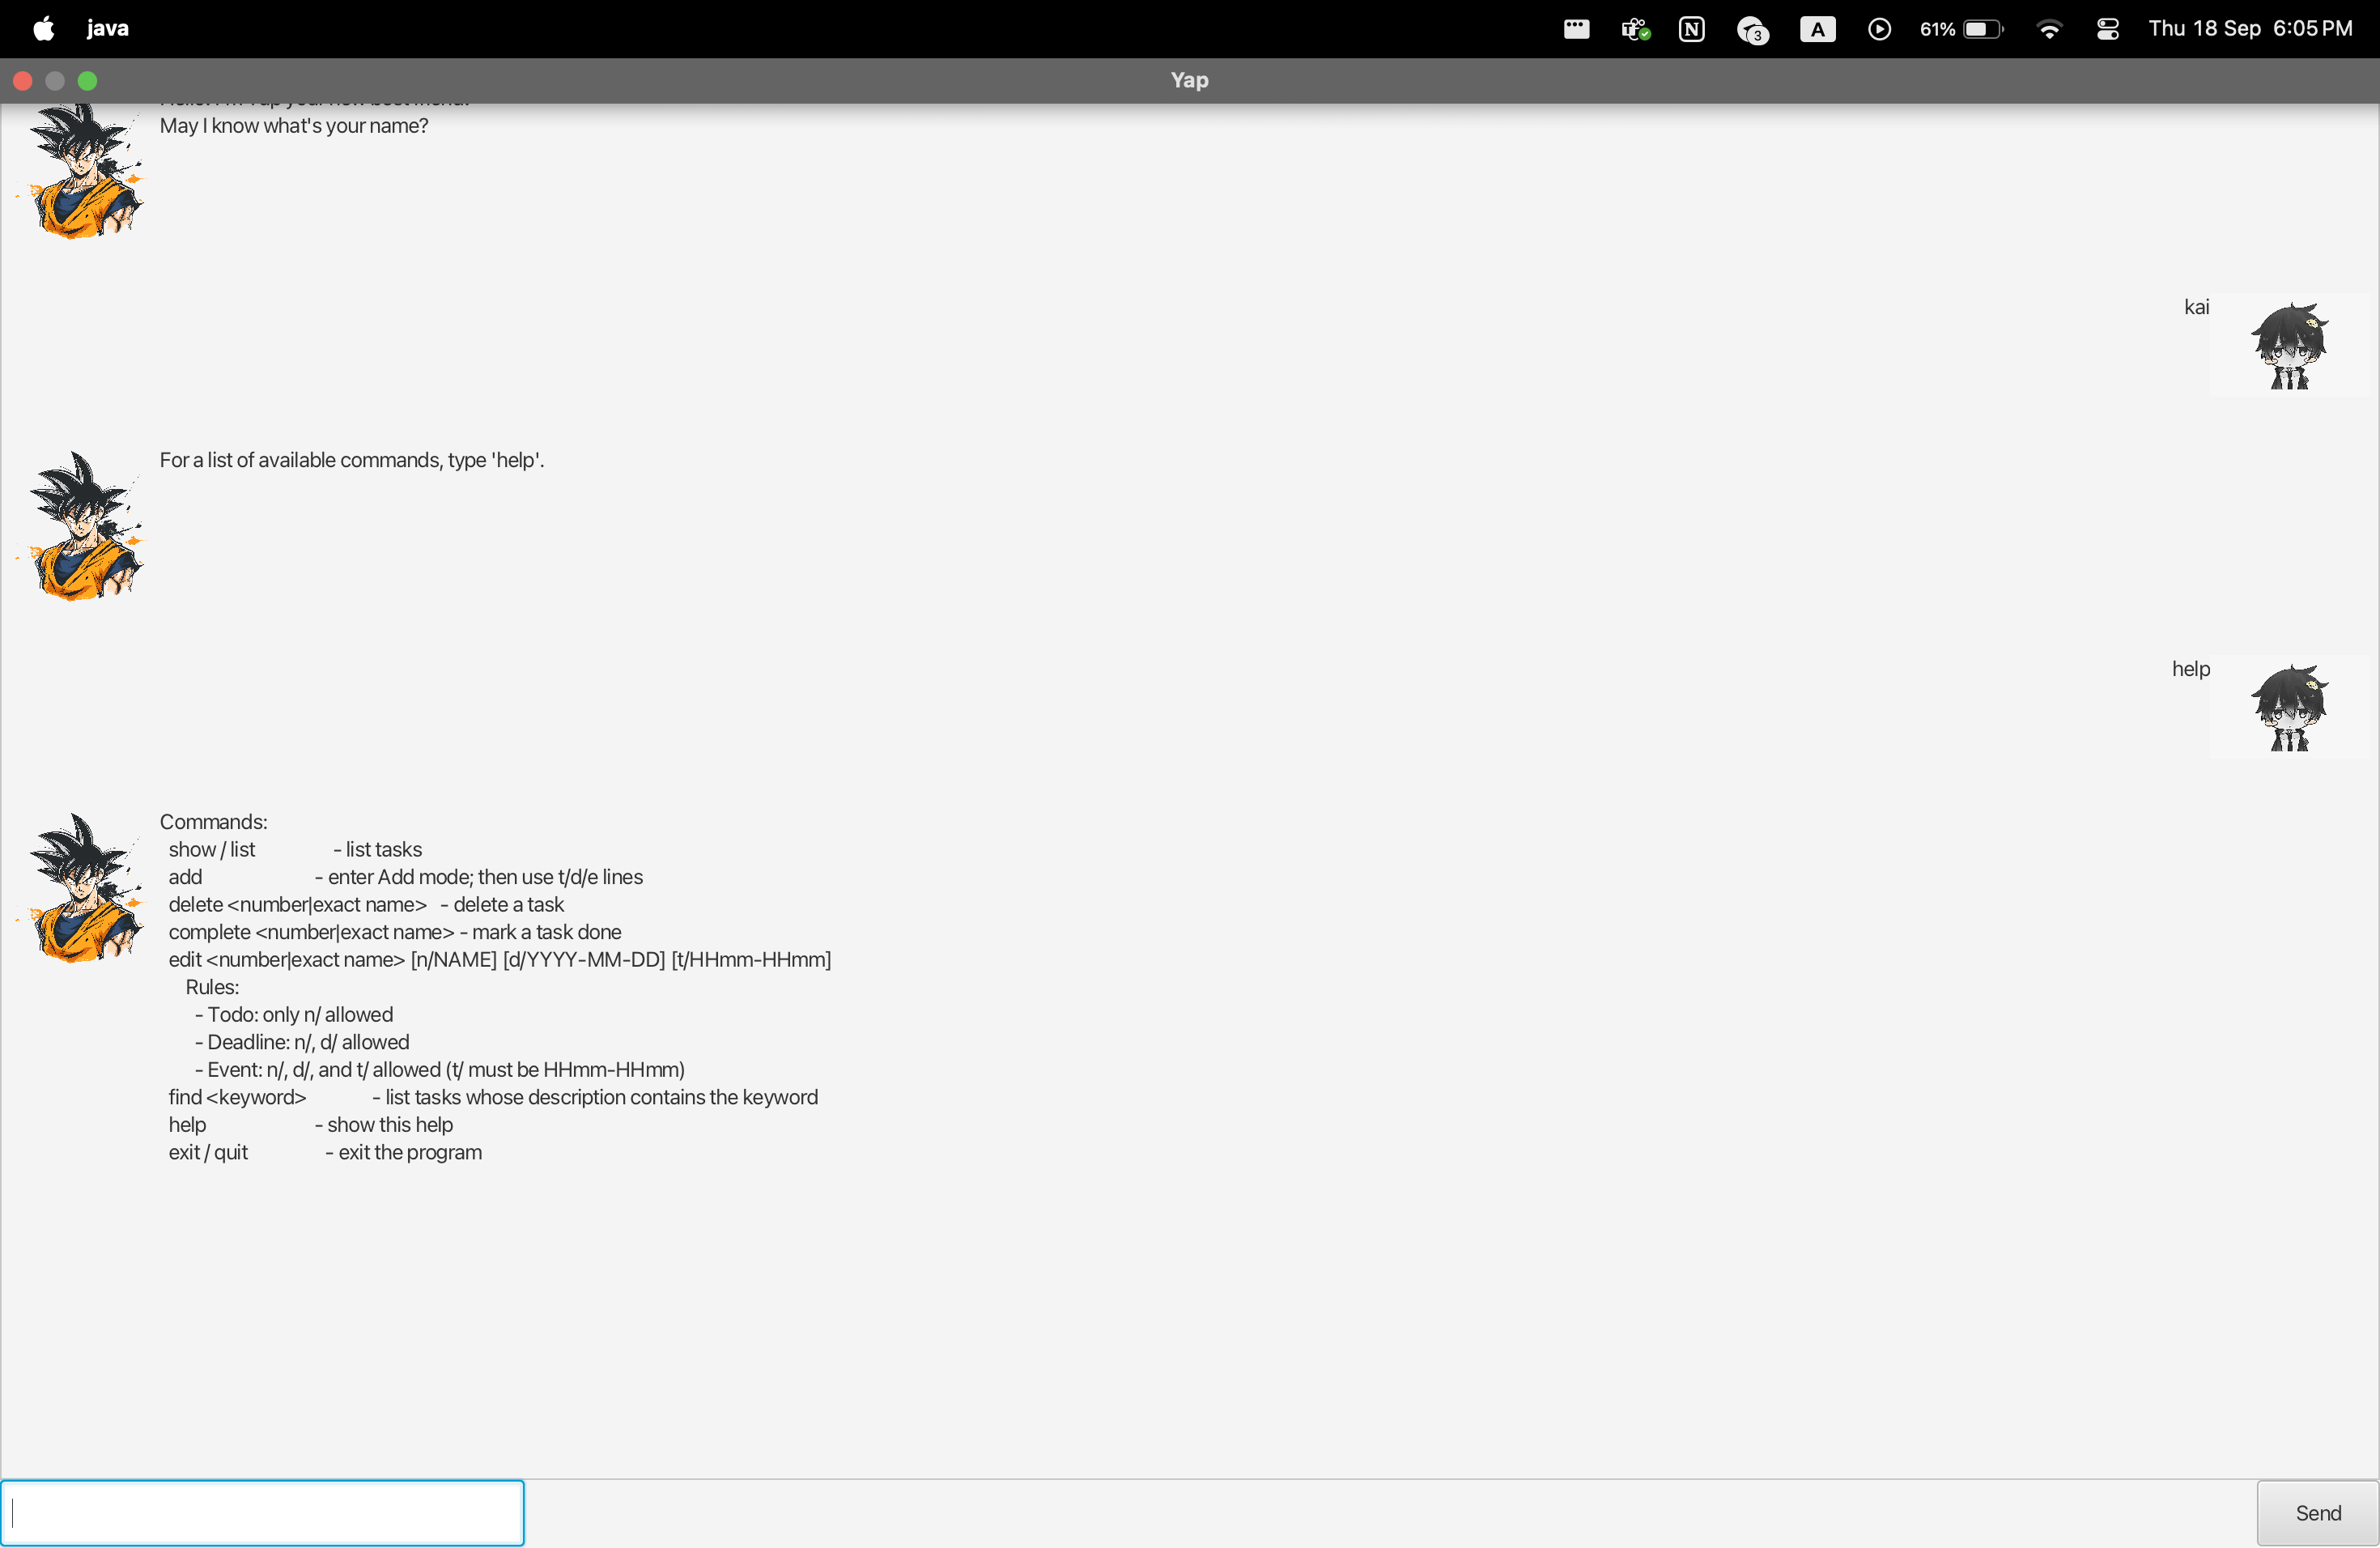 java
3
A
61%
Thu 18 Sep 6:05 PM
Yap
May I know what's your name?
kai
For a list of available commands, type 'help'.
help
Commands:
show / list - list tasks
add - enter Add mode; then use t/d/e lines
delete <number|exact name> - delete a task
complete <number|exact name> - mark a task done
edit <number|exact name> [n/NAME] [d/YYYY-MM-DD] [t/HHmm-HHmm]
Rules:
- Todo: only n/ allowed
- Deadline: n/, d/ allowed
- Event: n/, d/, and t/ allowed (t/ must be HHmm-HHmm)
find <keyword> - list tasks whose description contains the keyword
help - show this help
exit / quit - exit the program
Send